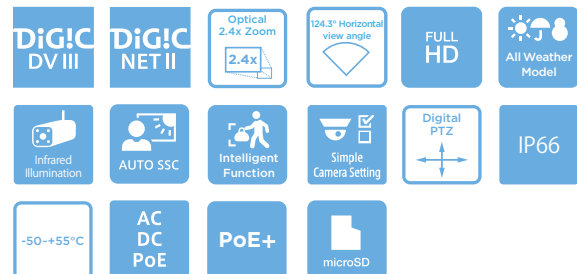 DiG!C
DV III
DiG!C
NET II
Optical
2.4x Zoom
2.4x
124.3° Horizontal
view angle
FULL
HD
All Weather
Model
Infrared
Illumination
AUTO SSC
Intelligent
Function
Simple
Camera Setting
Digital
PTZ
IP66
-50-+55°C
AC
DC
PoE
PoE+
microSD